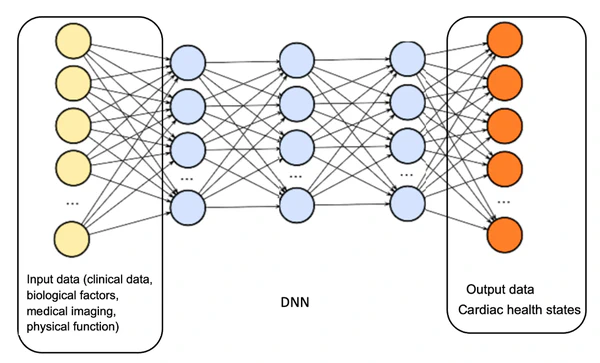 ...
...
...
...
...
Input data (clinical data,
biological factors,
medical imaging,
physical function)
DNN
Output data
Cardiac health states